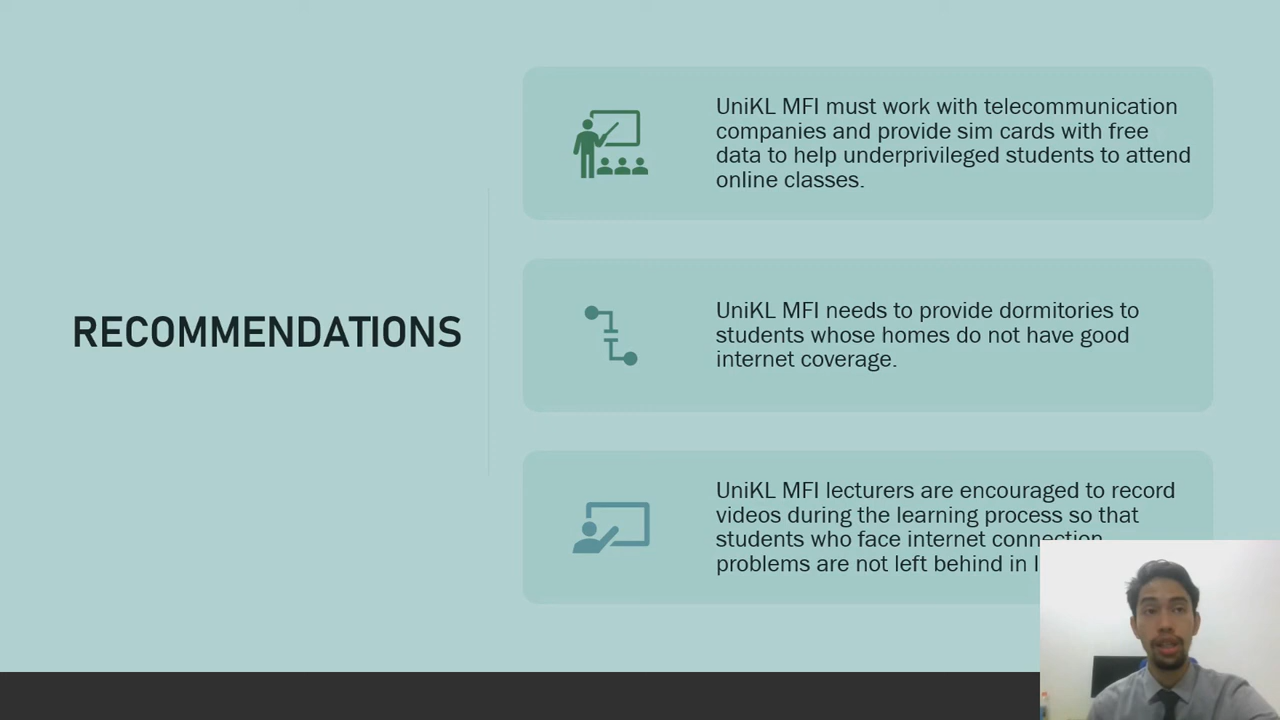 RECOMMENDATIONS
UniKL MFI must work with telecommunication
companies and provide sim cards with free
data to help underprivileged students to attend
online classes.
UniKL MFI needs to provide dormitories to
students whose homes do not have good
internet coverage.
UniKL MFI lecturers are encouraged to record
videos during the learning process so that
students who face internet connection
problems are not left behind in